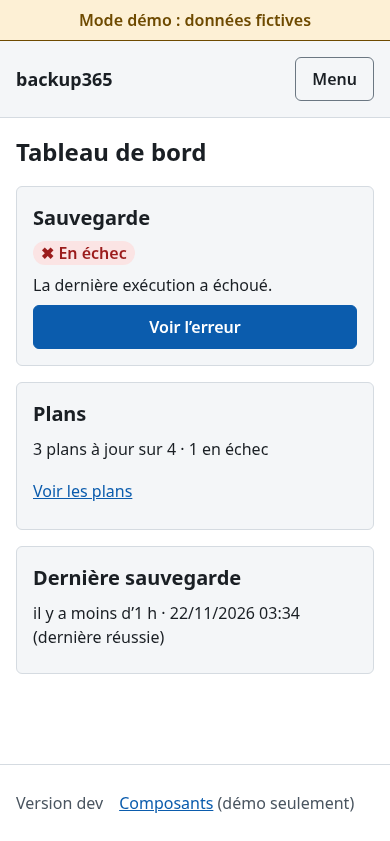 Mode démo : données fictives
backup365
Menu
Tableau de bord
Sauvegarde
✖ En échec
La dernière exécution a échoué.
Voir l’erreur
Plans
3 plans à jour sur 4 · 1 en échec
Voir les plans
Dernière sauvegarde
il y a moins d’1 h · 22/11/2026 03:34
(dernière réussie)
Version dev Composants (démo seulement)